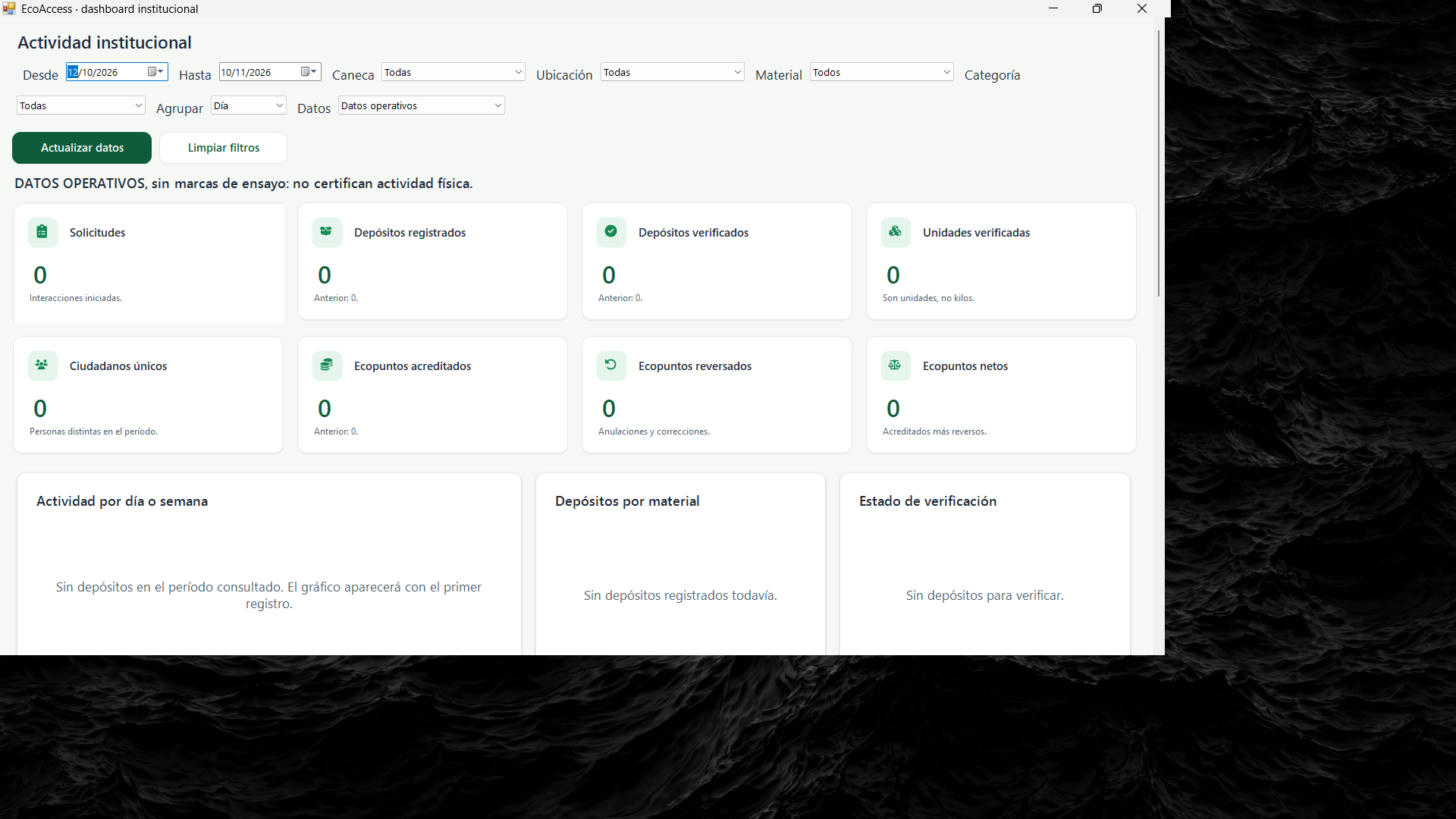 EcoAccess · dashboard institucional
Actividad institucional
Desde 12/10/2026 Hasta 10/11/2026 Caneca Todas Ubicación Todas Material Todos Categoría
Todas Agrupar Día Datos Datos operativos
Actualizar datos Limpiar filtros
DATOS OPERATIVOS, sin marcas de ensayo: no certifican actividad física.
Solicitudes Depósitos registrados Depósitos verificados Unidades verificadas
0 0 0 0
Interacciones iniciadas. Anterior: 0. Anterior: 0. Son unidades, no kilos.
Ciudadanos únicos Ecopuntos acreditados Ecopuntos reversados Ecopuntos netos
0 0 0 0
Personas distintas en el período. Anterior: 0. Anulaciones y correcciones. Acreditados más reversos.
Actividad por día o semana Depósitos por material Estado de verificación
Sin depósitos en el período consultado. El gráfico aparecerá con el primer
registro.
Sin depósitos registrados todavía. Sin depósitos para verificar.